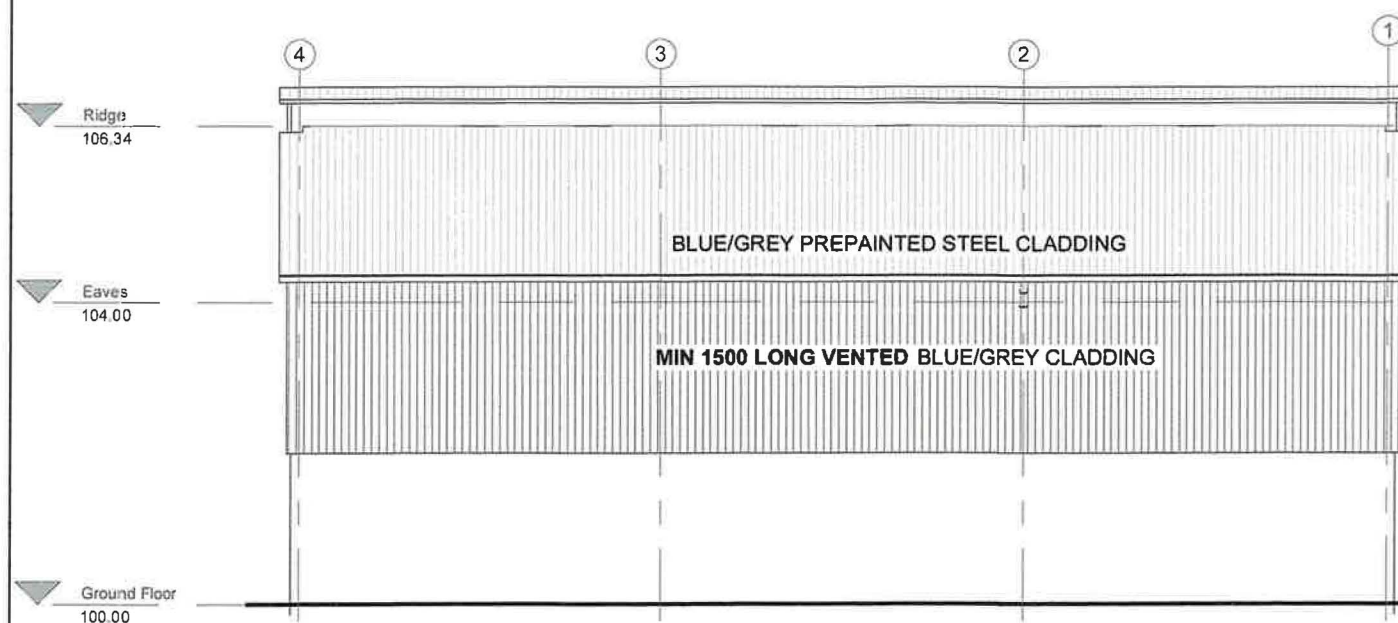 4
3
2
1
Ridge
106.34
BLUE/GREY PREPAINTED STEEL CLADDING
Eaves
104.00
MIN 1500 LONG VENTED BLUE/GREY CLADDING
Ground Floor
100.00